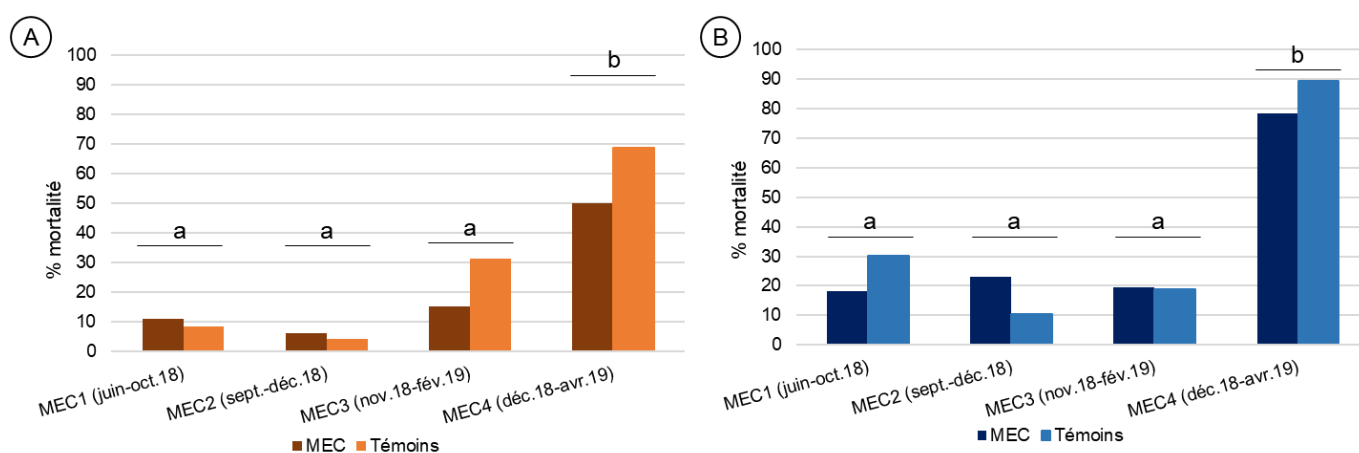 A
% mortalité
100
90
80
70
60
50
40
30
20
10
0
a
a
a
b
MEC1 (juin-oct.18)
MEC2 (sept.-déc.18)
MEC3 (nov.18-fév.19)
MEC4 (déc.18-avr.19)
MEC
Témoins
B
% mortalité
100
90
80
70
60
50
40
30
20
10
0
a
a
a
b
MEC1 (juin-oct.18)
MEC2 (sept.-déc.18)
MEC3 (nov.18-fév.19)
MEC4 (déc.18-avr.19)
MEC
Témoins